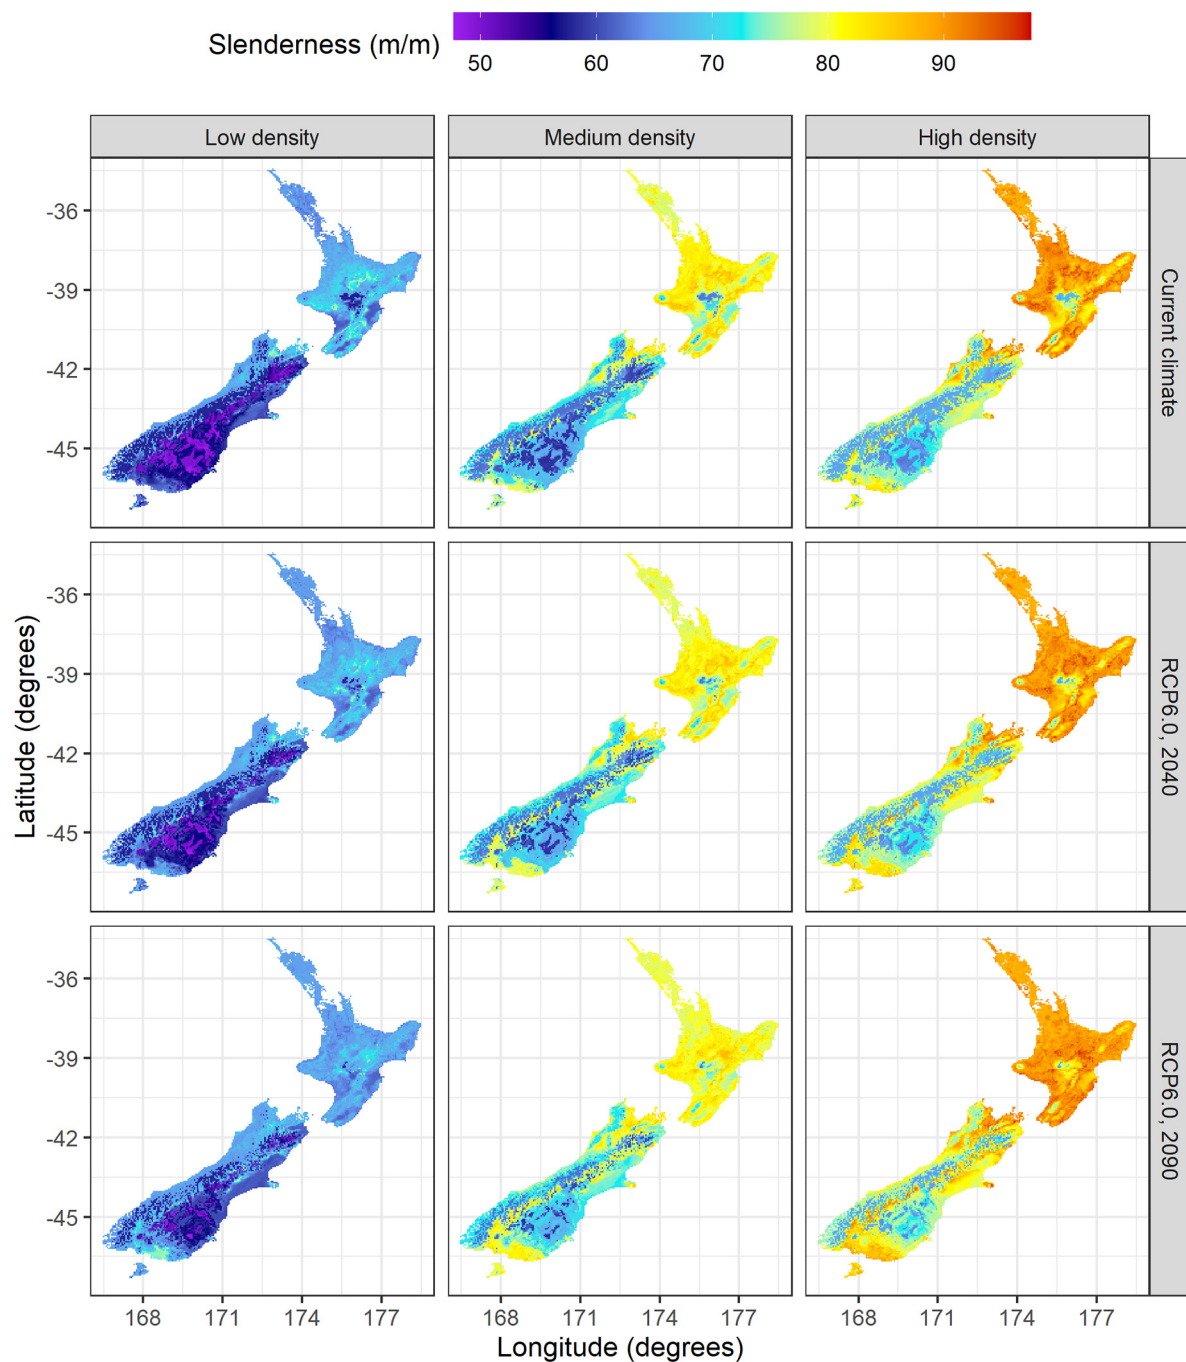 Slenderness (m/m)
50 60 70 80 90
Low density Medium density High density
-36
-39
-42
-45
Current climate
-36
-39
-42
-45
RCP6.0, 2040
-36
-39
-42
-45
RCP6.0, 2090
Latitude (degrees)
168 171 174 177 168 171 174 177 168 171 174 177
Longitude (degrees)